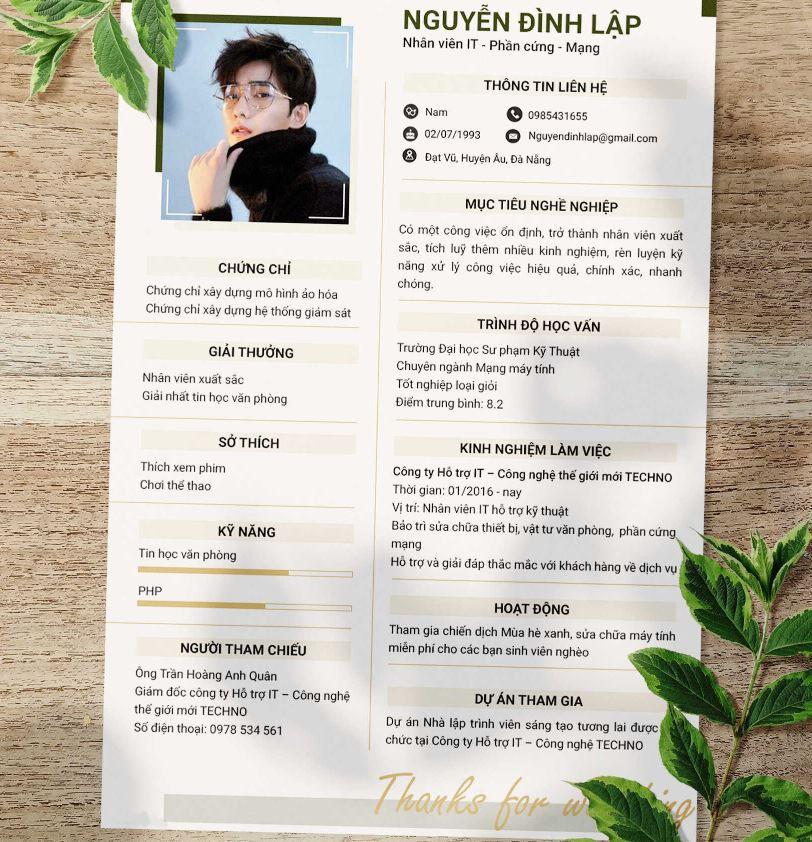 NGUYỄN ĐÌNH LẬP
Nhân viên IT - Phần cứng - Mạng
THÔNG TIN LIÊN HỆ
Nam
0985431655
02/07/1993
Nguyendinhlap@gmail.com
Đạt Vũ, Huyện Âu, Đà Nẵng
MỤC TIÊU NGHỀ NGHIỆP
Có một công việc ổn định, trở thành nhân viên xuất
sắc, tích luỹ thêm nhiều kinh nghiệm, rèn luyện kỹ
năng xử lý công việc hiệu quả, chính xác, nhanh
chóng.
TRÌNH ĐỘ HỌC VẤN
Trường Đại học Sư phạm Kỹ Thuật
Chuyên ngành Mạng máy tính
Tốt nghiệp loại giỏi
Điểm trung bình: 8.2
KINH NGHIỆM LÀM VIỆC
Công ty Hỗ trợ IT – Công nghệ thế giới mới TECHNO
Thời gian: 01/2016 - nay
Vị trí: Nhân viên IT hỗ trợ kỹ thuật
Bảo trì sửa chữa thiết bị, vật tư văn phòng, phần cứng
mạng
Hỗ trợ và giải đáp thắc mắc với khách hàng về dịch vụ
HOẠT ĐỘNG
Tham gia chiến dịch Mùa hè xanh, sửa chữa máy tính
miễn phí cho các bạn sinh viên nghèo
DỰ ÁN THAM GIA
Dự án Nhà lập trình viên sáng tạo tương lai được
chức tại Công ty Hỗ trợ IT – Công nghệ TECHNO
CHỨNG CHỈ
Chứng chỉ xây dựng mô hình ảo hóa
Chứng chỉ xây dựng hệ thống giám sát
GIẢI THƯỞNG
Nhân viên xuất sắc
Giải nhất tin học văn phòng
SỞ THÍCH
Thích xem phim
Chơi thể thao
KỸ NĂNG
Tin học văn phòng
PHP
NGƯỜI THAM CHIẾU
Ông Trần Hoàng Anh Quân
Giám đốc công ty Hỗ trợ IT – Công nghệ
thế giới mới TECHNO
Số điện thoại: 0978 534 561
Thanks for